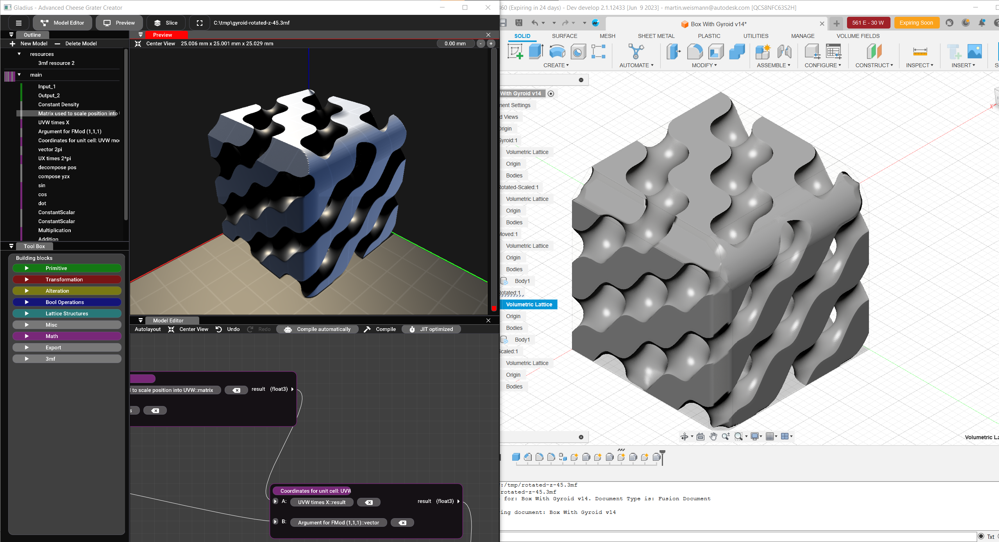 Gladius - Advanced Cheese Grater Creator
Model Editor
Preview
Slice
C:\tmp\gyroid-rotated-z-45.3mf
Outline
New Model
Delete Model
resources
3mf resource 2
main
Input_1
Output_2
Constant Density
Matrix used to scale position into
UVW times X
Argument for FMod (1,1,1)
Coordinates for unit cell: UVW mo
vector 2pi
UX times 2*pi
decompose pos
compose yzx
sin
cos
dot
ConstantScalar
ConstantScalar
Multiplication
Addition
Tool Box
Building blocks
Primitive
Transformation
Alteration
Bool Operations
Lattice Structures
Misc
Math
Export
3mf
Preview
Center View 25.006 mm x 25.001 mm x 25.029 mm
0.00 mm - +
Model Editor
Autolayout Center View Undo Redo Compile automatically Compile JIT optimized
to scale position into UVW::matrix
result (float3)
s
Coordinates for unit cell: UVW
A: UVW times X::result
result (float3)
B: Argument for FMod (1,1,1)::vector
360 (Expiring in 24 days) - Dev develop 2.1.12433 [Jun 9 2023] - martin.weismann@autodesk.com [QCS8NFC63S2H]
Box With Gyroid v14*
561 E - 30 W
Expiring Soon
SOLID SURFACE MESH SHEET METAL PLASTIC UTILITIES MANAGE VOLUME FIELDS
CREATE AUTOMATE MODIFY ASSEMBLE CONFIGURE CONSTRUCT INSPECT INSERT S
With Gyroid v14
ment Settings
d Views
Origin
Gyroid:1
Volumetric Lattice
Origin
Bodies
Rotated-Scaled:1
Volumetric Lattice
Origin
Bodies
Moved:1
Volumetric Lattice
Origin
Bodies
Body1
Rotated:1
Volumetric Lattice
Origin
Bodies
Body1
Scaled:1
Volumetric Lattice
Origin
Bodies
X
Volumetric La
:/tmp/rotated-z-45.3mf
rotated-z-45.3mf
for: Box With Gyroid v14. Document Type is: Fusion Document
ing document: Box With Gyroid v14
Txt